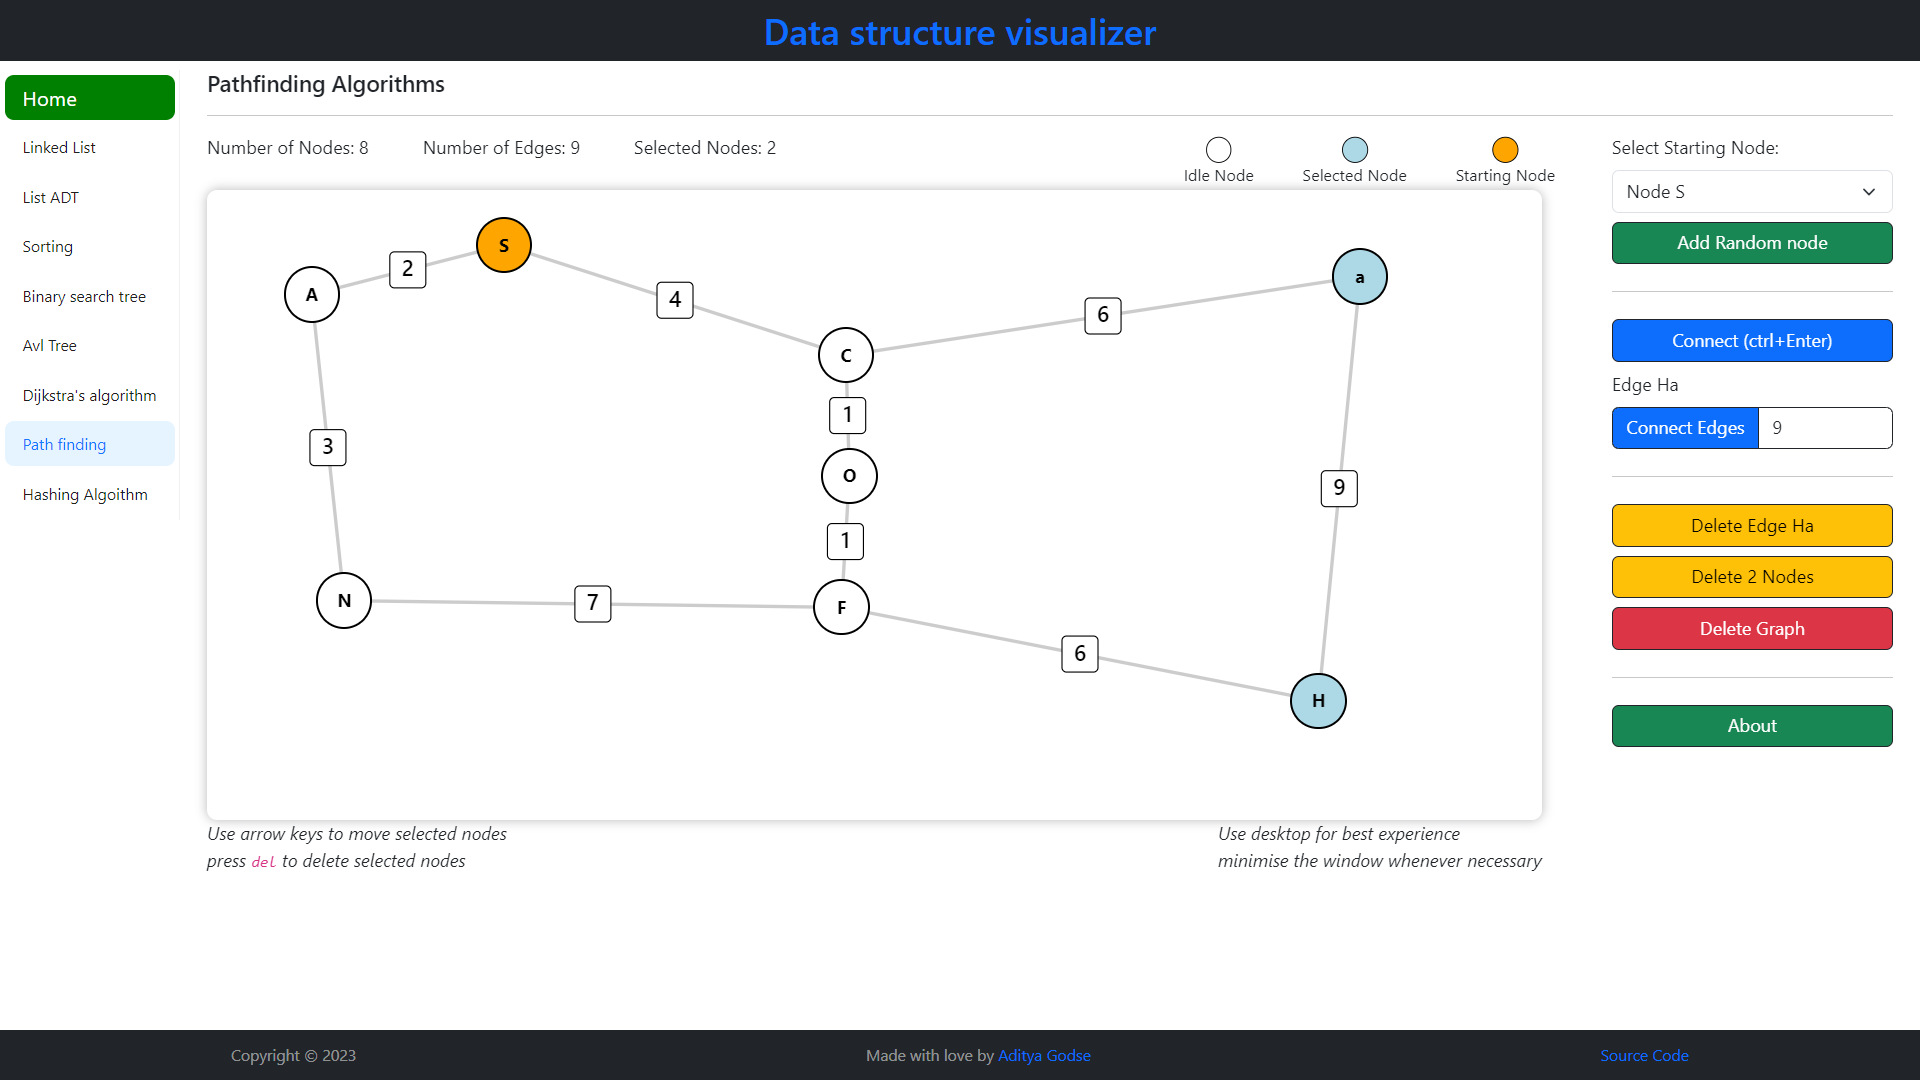 Data structure visualizer
Home
Linked List
List ADT
Sorting
Binary search tree
Avl Tree
Dijkstra's algorithm
Path finding
Hashing Algoithm
Pathfinding Algorithms
Number of Nodes: 8
Number of Edges: 9
Selected Nodes: 2
Idle Node
Selected Node
Starting Node
S
A
2
4
C
6
a
1
3
O
9
1
N
7
F
6
H
Use arrow keys to move selected nodes
press del to delete selected nodes
Use desktop for best experience
minimise the window whenever necessary
Select Starting Node:
Node S
Add Random node
Connect (ctrl+Enter)
Edge Ha
Connect Edges 9
Delete Edge Ha
Delete 2 Nodes
Delete Graph
About
Copyright © 2023
Made with love by Aditya Godse
Source Code